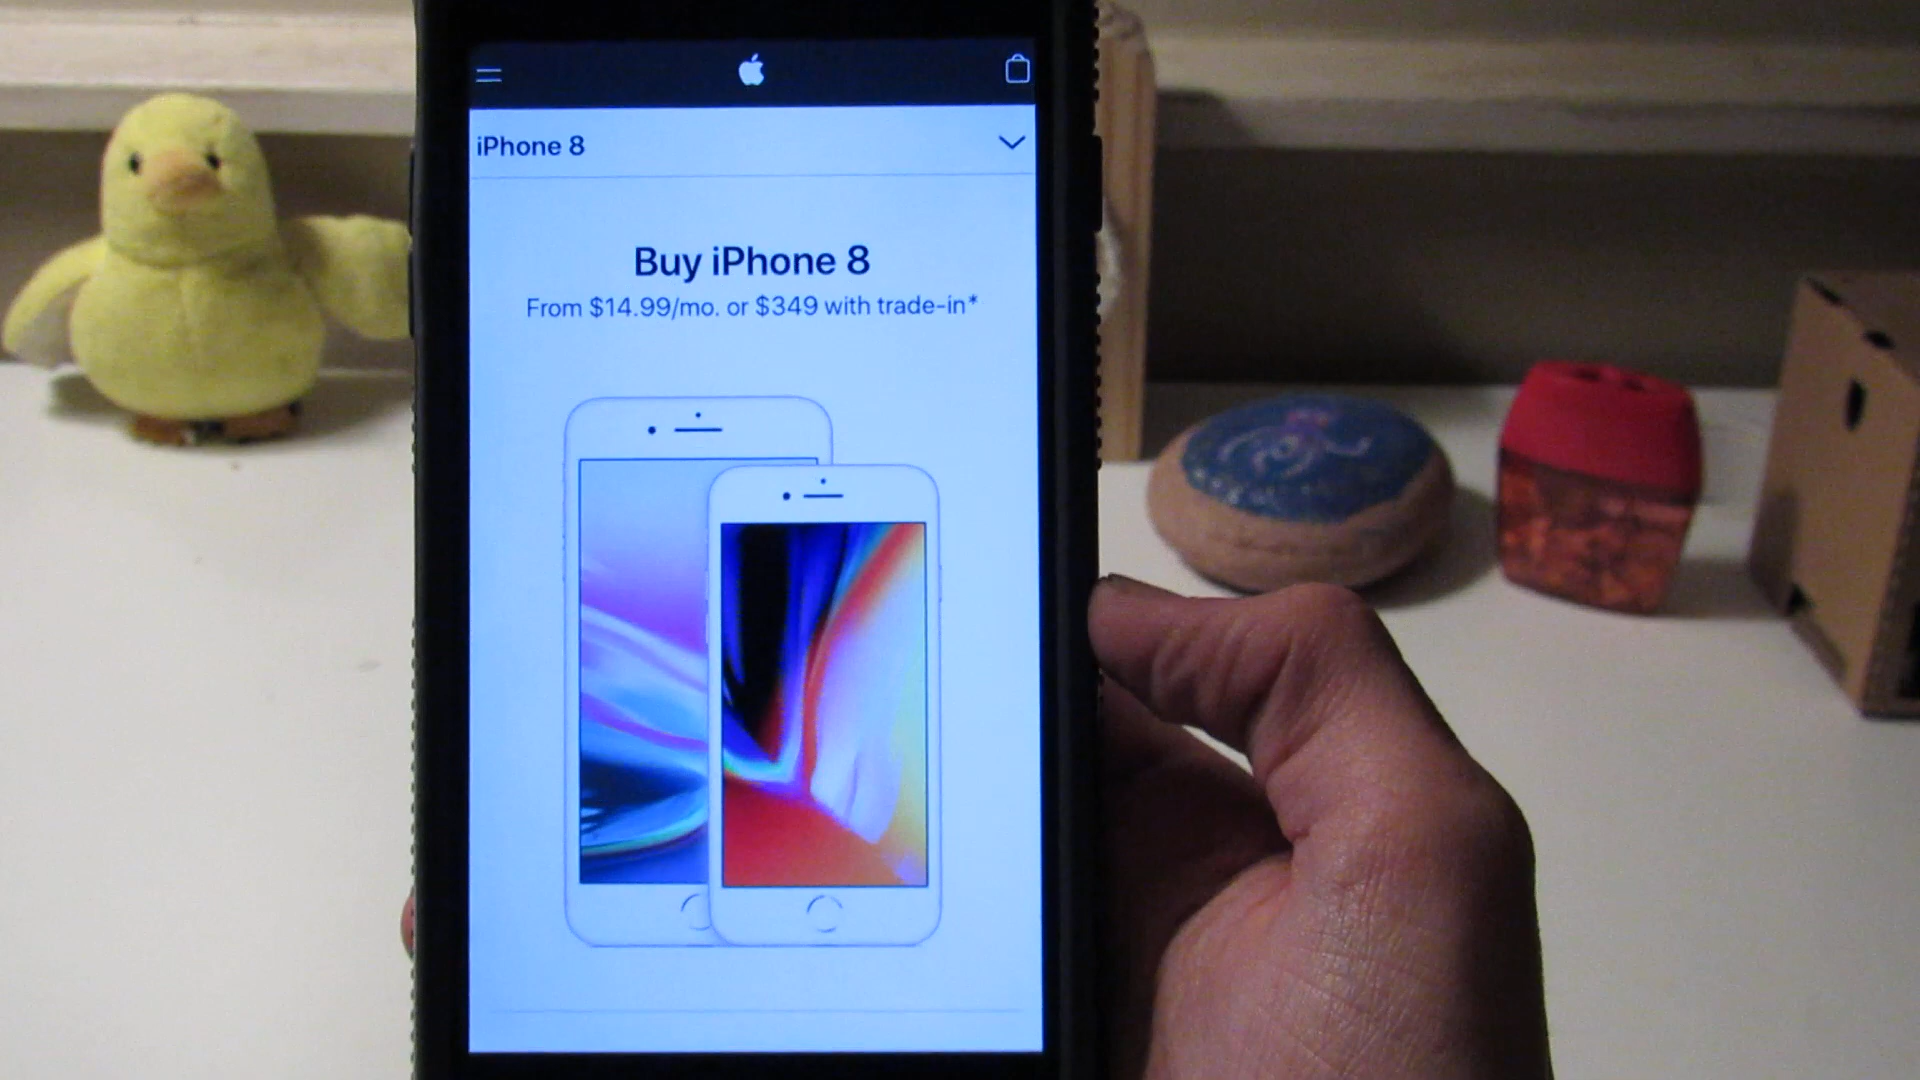 iPhone 8
Buy iPhone 8
From $14.99/mo. or $349 with trade-in*